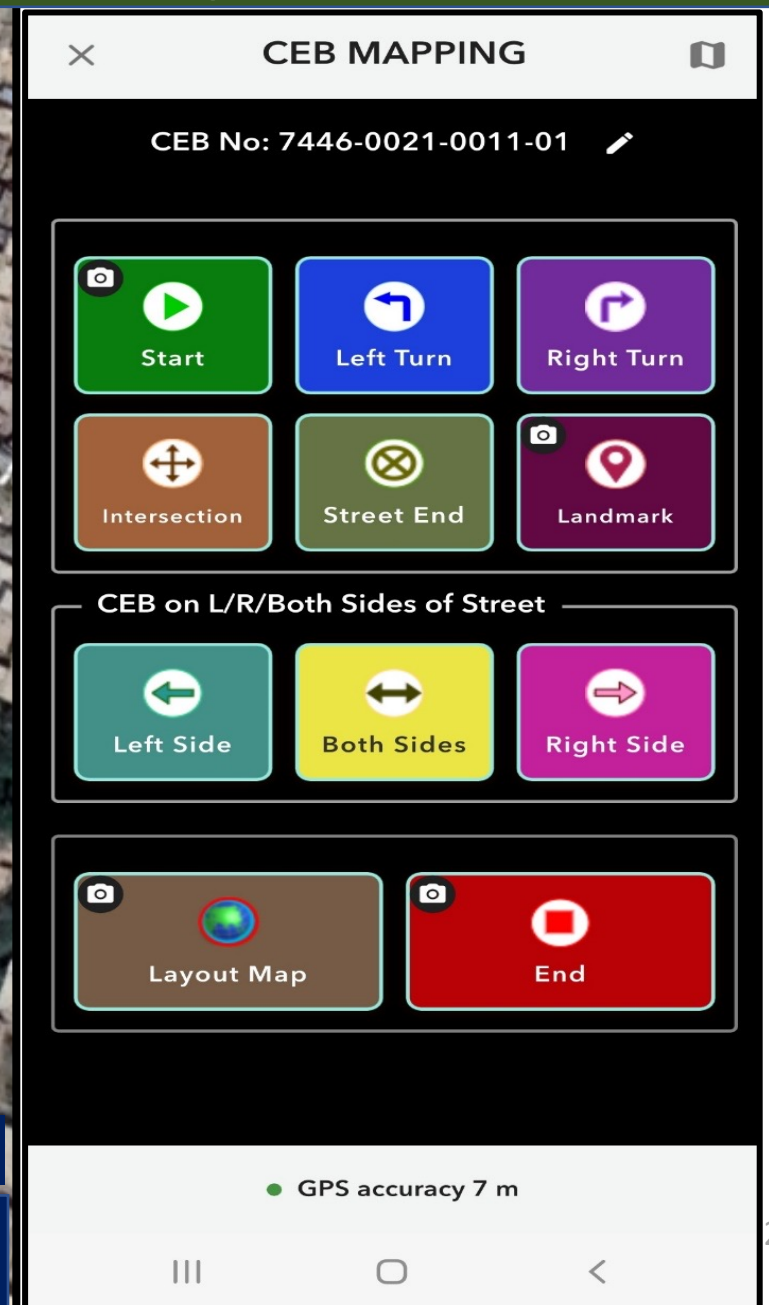 CEB MAPPING
CEB No: 7446-0021-0011-01
Start
Left Turn
Right Turn
Intersection
Street End
Landmark
CEB on L/R/Both Sides of Street
Left Side
Both Sides
Right Side
Layout Map
End
GPS accuracy 7 m